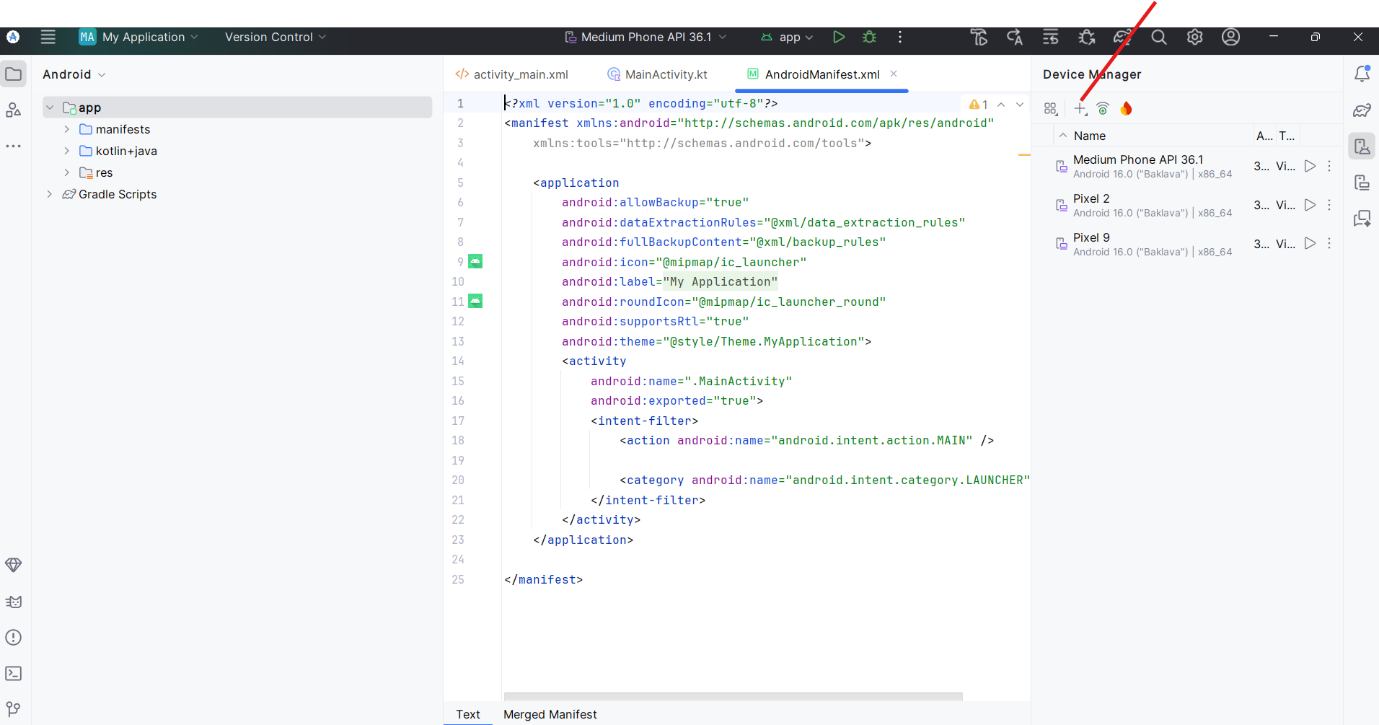 MA My Application Version Control Medium Phone API 36.1 app
Android
app
manifests
kotlin+java
res
Gradle Scripts
activity_main.xml MainActivity.kt AndroidManifest.xml
1 <?xml version="1.0" encoding="utf-8"?> 1
2 <manifest xmlns:android="http://schemas.android.com/apk/res/android"
3 xmlns:tools="http://schemas.android.com/tools">
4
5 <application
6 android:allowBackup="true"
7 android:dataExtractionRules="@xml/data_extraction_rules"
8 android:fullBackupContent="@xml/backup_rules"
9 android:icon="@mipmap/ic_launcher"
10 android:label="My Application"
11 android:roundIcon="@mipmap/ic_launcher_round"
12 android:supportsRtl="true"
13 android:theme="@style/Theme.MyApplication">
14 <activity
15 android:name=".MainActivity"
16 android:exported="true">
17 <intent-filter>
18 <action android:name="android.intent.action.MAIN" />
19
20 <category android:name="android.intent.category.LAUNCHER"
21 </intent-filter>
22 </activity>
23 </application>
24
25 </manifest>
Text Merged Manifest
Device Manager
Name A... T...
Medium Phone API 36.1
Android 16.0 ("Baklava") | x86_64 3... Vi...
Pixel 2
Android 16.0 ("Baklava") | x86_64 3... Vi...
Pixel 9
Android 16.0 ("Baklava") | x86_64 3... Vi...